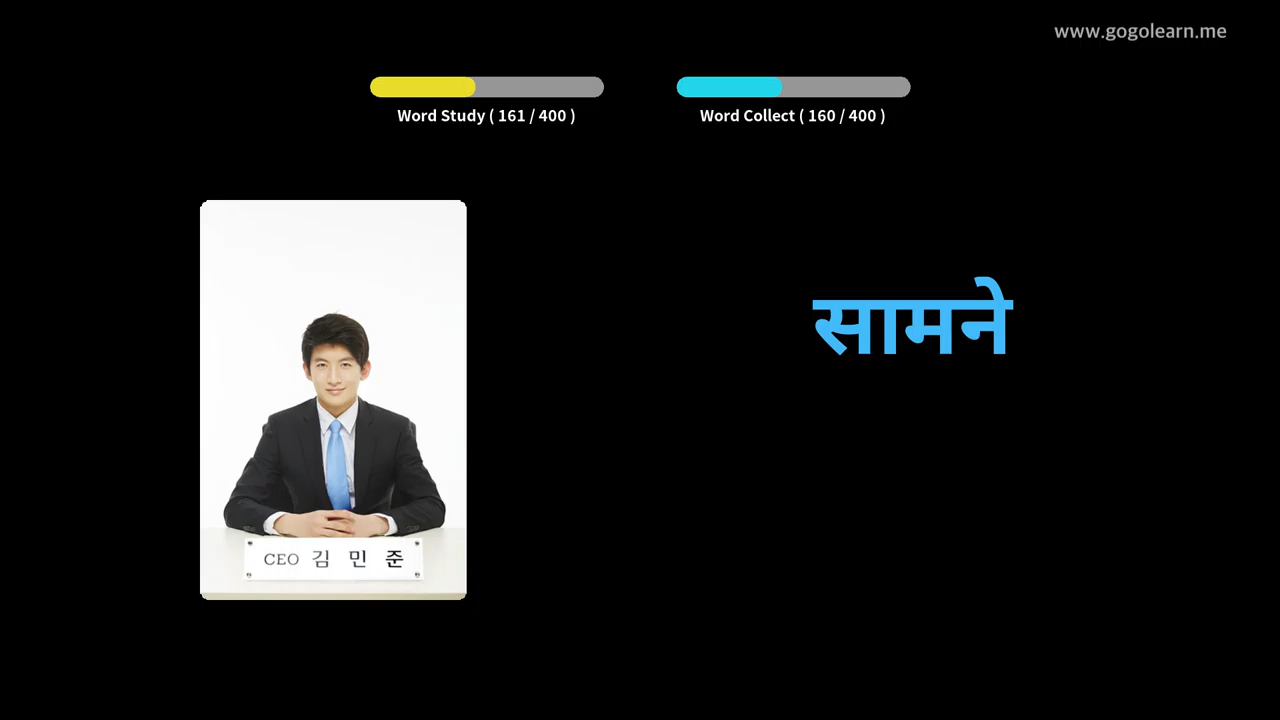 www.gogolearn.me
Word Study ( 161 / 400 )
Word Collect ( 160 / 400 )
सामने
CEO 김 민 준